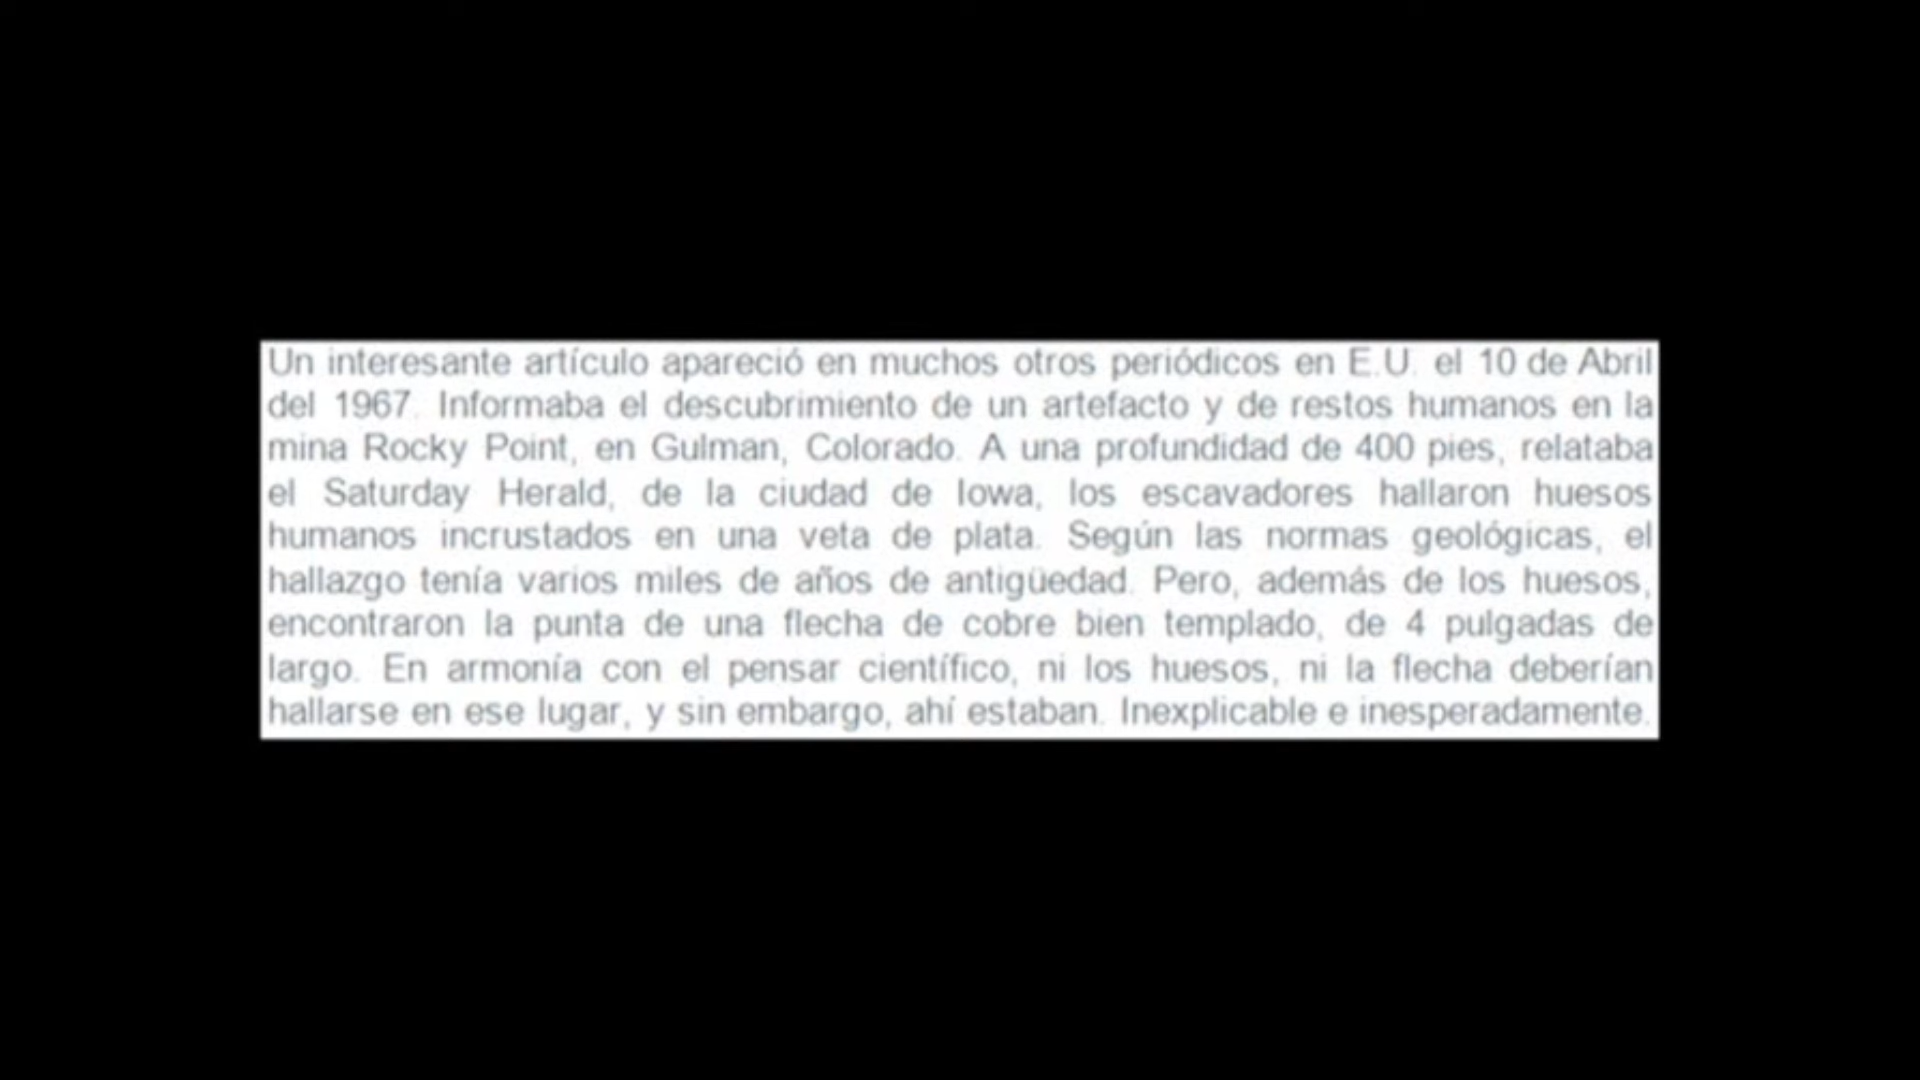 Un interesante artículo apareció en muchos otros periódicos en E.U. el 10 de Abril
del 1967. Informaba el descubrimiento de un artefacto y de restos humanos en la
mina Rocky Point, en Gulman, Colorado. A una profundidad de 400 pies, relataba
el Saturday Herald, de la ciudad de Iowa, los escavadores hallaron huesos
humanos incrustados en una veta de plata. Según las normas geológicas, el
hallazgo tenía varios miles de años de antigüedad. Pero, además de los huesos,
encontraron la punta de una flecha de cobre bien templado, de 4 pulgadas de
largo. En armonía con el pensar científico, ni los huesos, ni la flecha deberían
hallarse en ese lugar, y sin embargo, ahí estaban. Inexplicable e inesperadamente.